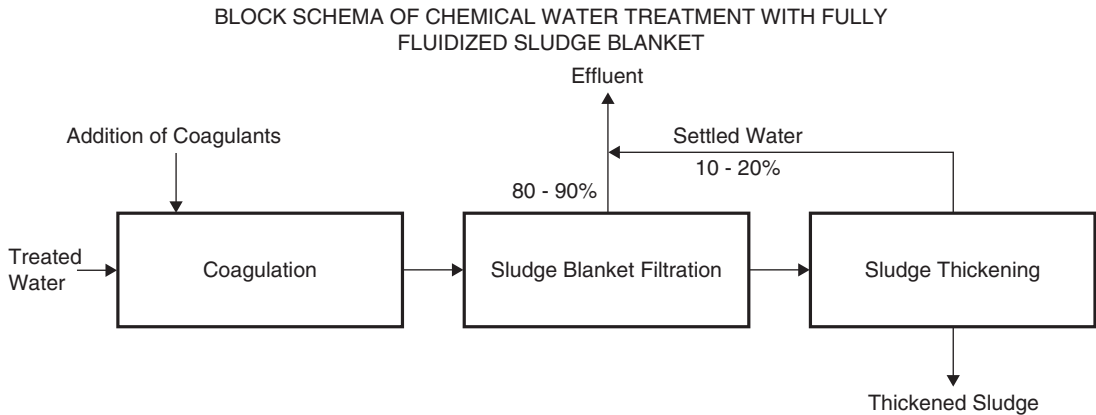 BLOCK SCHEMA OF CHEMICAL WATER TREATMENT WITH FULLY
FLUIDIZED SLUDGE BLANKET
Effluent
Addition of Coagulants
Settled Water
10 - 20%
80 - 90%
Treated
Water
Coagulation
Sludge Blanket Filtration
Sludge Thickening
Thickened Sludge